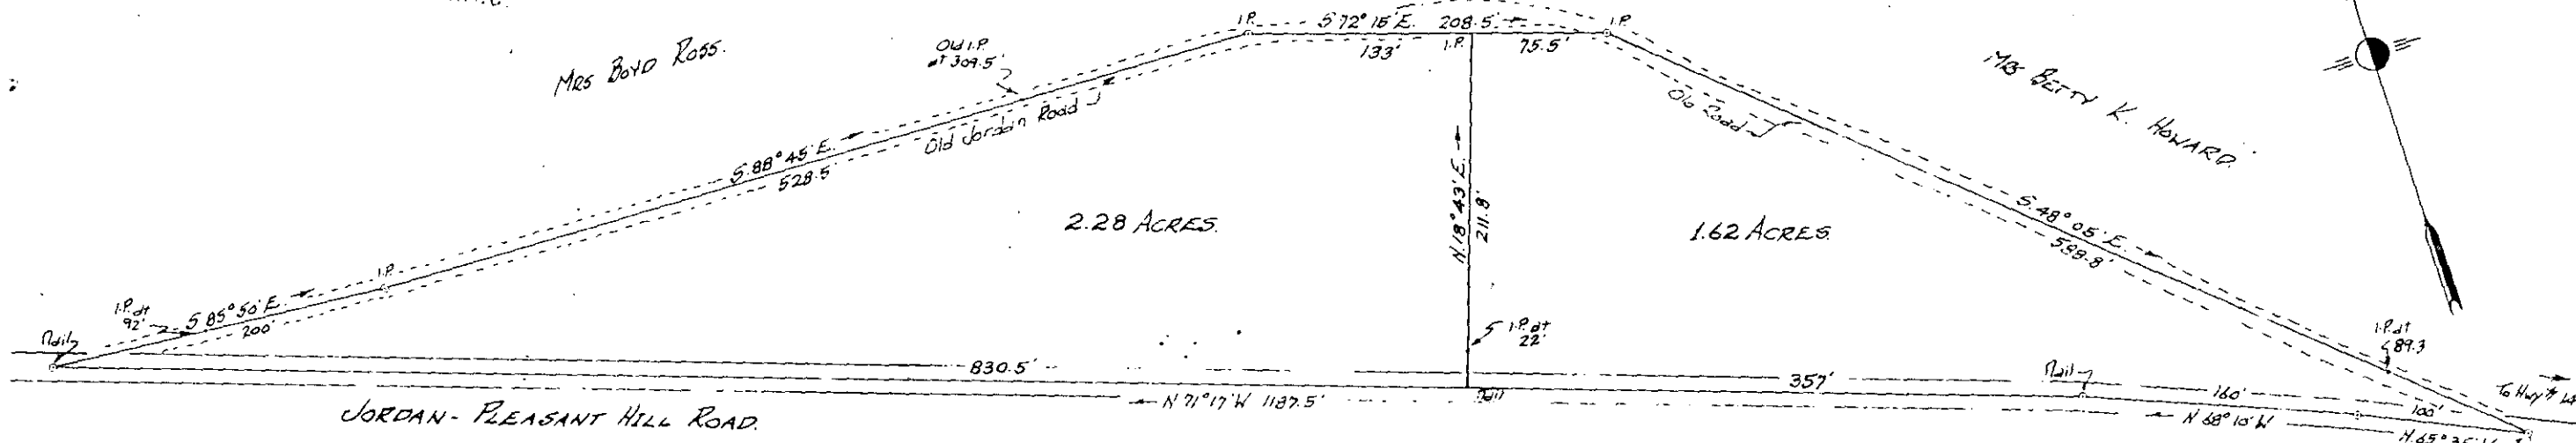 MRS BOYD ROSS.
Old I.P.
at 309.5'
I.P.
S 72° 15' E. 208.5'
I.P.
133'
I.P.
75.5'
MRS BETTY K. HOWARD.
S. 88° 45' E.
528.5'
Old Jordan Road
Old Road
N. 18° 43' E.
211.8'
2.28 ACRES.
1.62 ACRES.
S. 48° 05' E.
588.8'
I.P. at
92'
S 85° 50' E.
200'
I.P.
Nail
I.P. at
22'
I.P. at
489.3
830.5'
357'
Nail
160'
100'
To Hwy #
Nail
N 71° 17' W 1187.5'
N 68° 10' W
JORDAN - PLEASANT HILL ROAD.